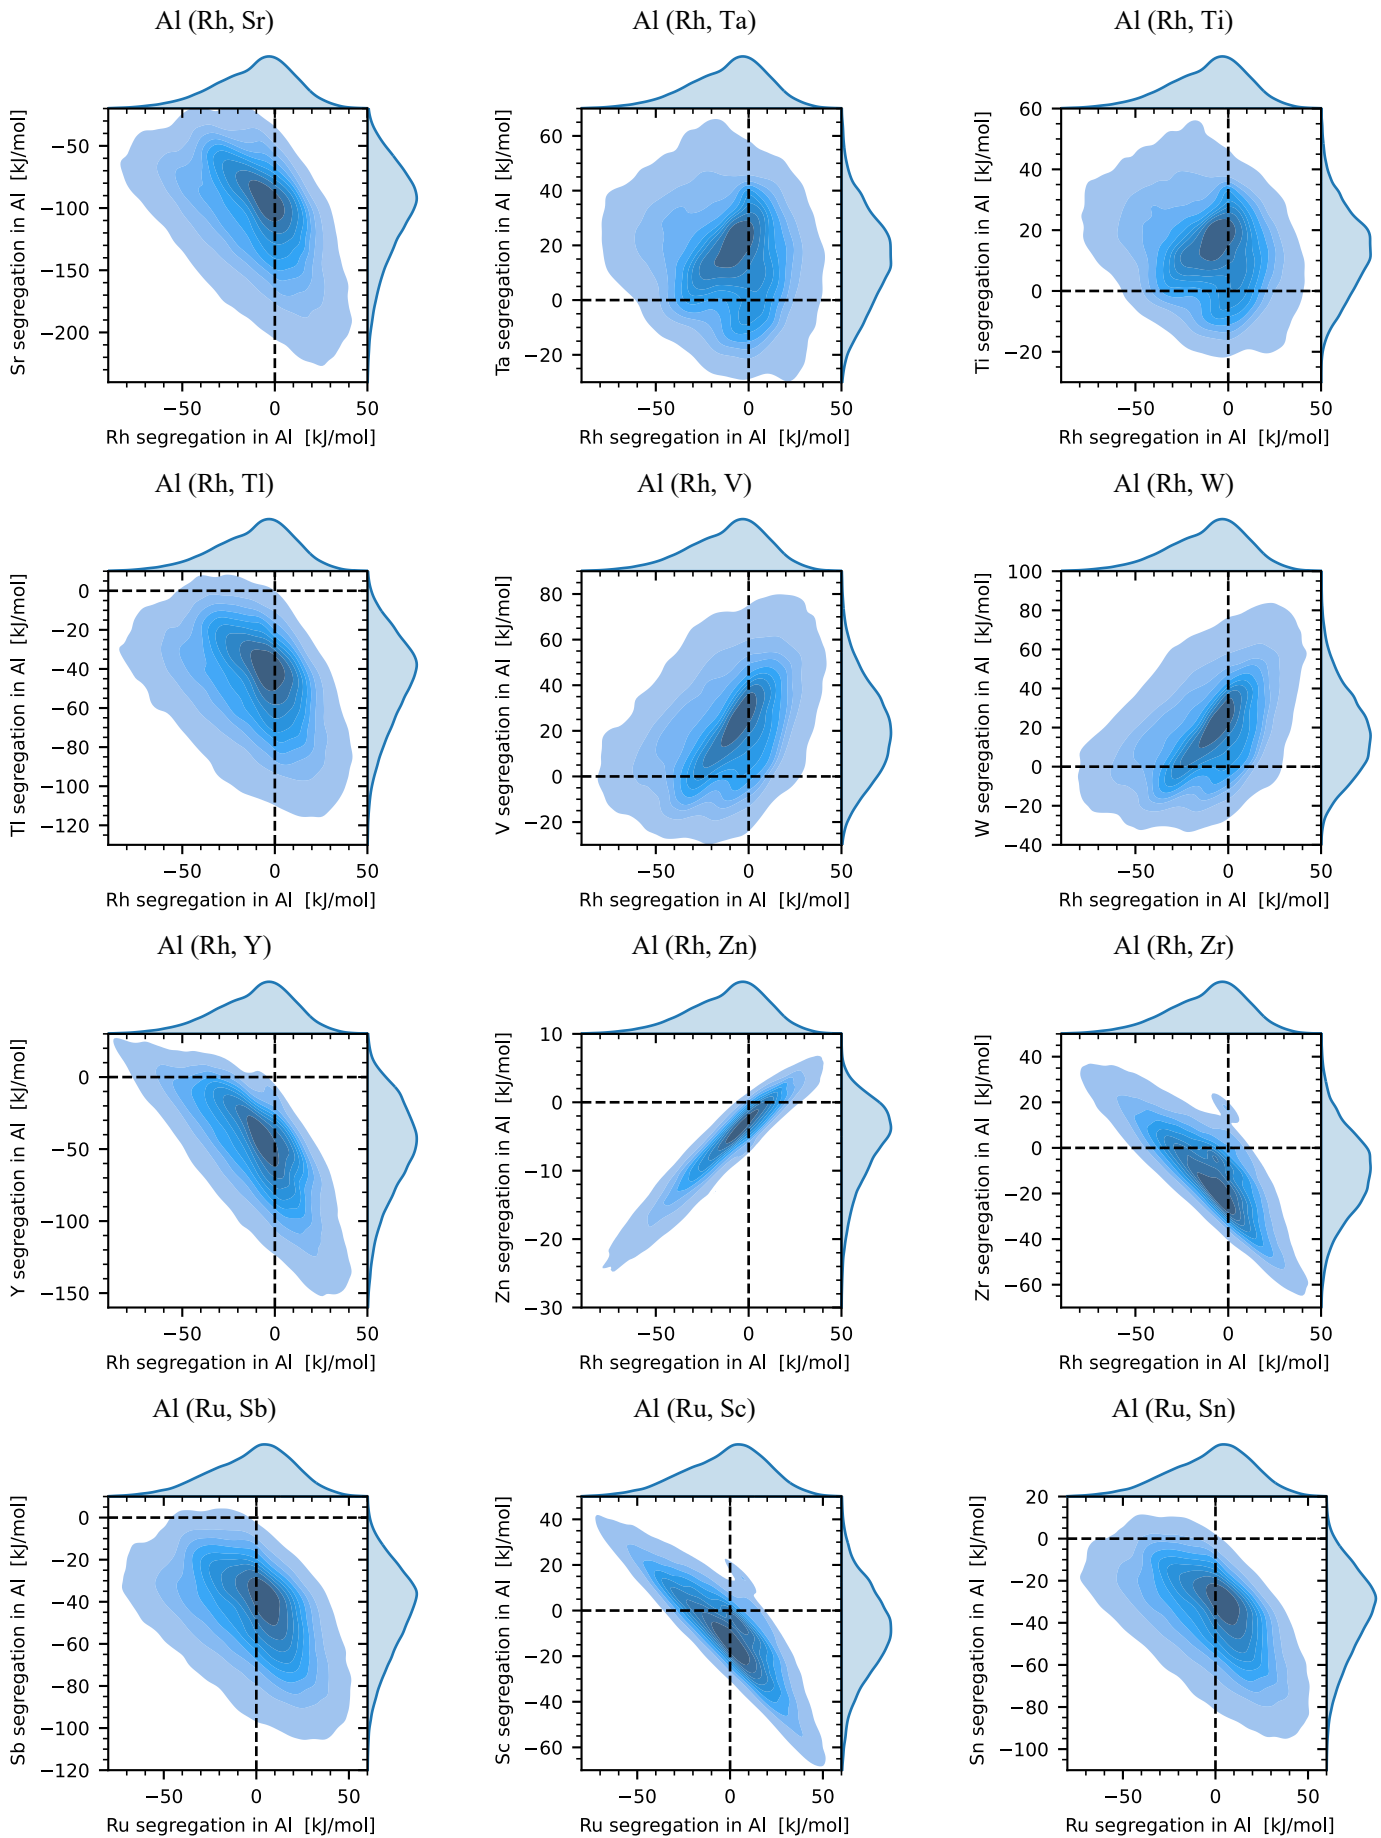 Al (Rh, Sr)
Al (Rh, Ta)
Al (Rh, Ti)
Sr segregation in Al [kJ/mol]
−50
−100
−150
−200
−50 0 50
Rh segregation in Al [kJ/mol]
Ta segregation in Al [kJ/mol]
60
40
20
0
−20
−50 0 50
Rh segregation in Al [kJ/mol]
Ti segregation in Al [kJ/mol]
60
40
20
0
−20
−50 0 50
Rh segregation in Al [kJ/mol]
Al (Rh, Tl)
Al (Rh, V)
Al (Rh, W)
Tl segregation in Al [kJ/mol]
0
−20
−40
−60
−80
−100
−120
−50 0 50
Rh segregation in Al [kJ/mol]
V segregation in Al [kJ/mol]
80
60
40
20
0
−20
−50 0 50
Rh segregation in Al [kJ/mol]
W segregation in Al [kJ/mol]
100
80
60
40
20
0
−20
−40
−50 0 50
Rh segregation in Al [kJ/mol]
Al (Rh, Y)
Al (Rh, Zn)
Al (Rh, Zr)
Y segregation in Al [kJ/mol]
0
−50
−100
−150
−50 0 50
Rh segregation in Al [kJ/mol]
Zn segregation in Al [kJ/mol]
10
0
−10
−20
−30
−50 0 50
Rh segregation in Al [kJ/mol]
Zr segregation in Al [kJ/mol]
40
20
0
−20
−40
−60
−50 0 50
Rh segregation in Al [kJ/mol]
Al (Ru, Sb)
Al (Ru, Sc)
Al (Ru, Sn)
Sb segregation in Al [kJ/mol]
0
−20
−40
−60
−80
−100
−120
−50 0 50
Ru segregation in Al [kJ/mol]
Sc segregation in Al [kJ/mol]
40
20
0
−20
−40
−60
−50 0 50
Ru segregation in Al [kJ/mol]
Sn segregation in Al [kJ/mol]
20
0
−20
−40
−60
−80
−100
−50 0 50
Ru segregation in Al [kJ/mol]